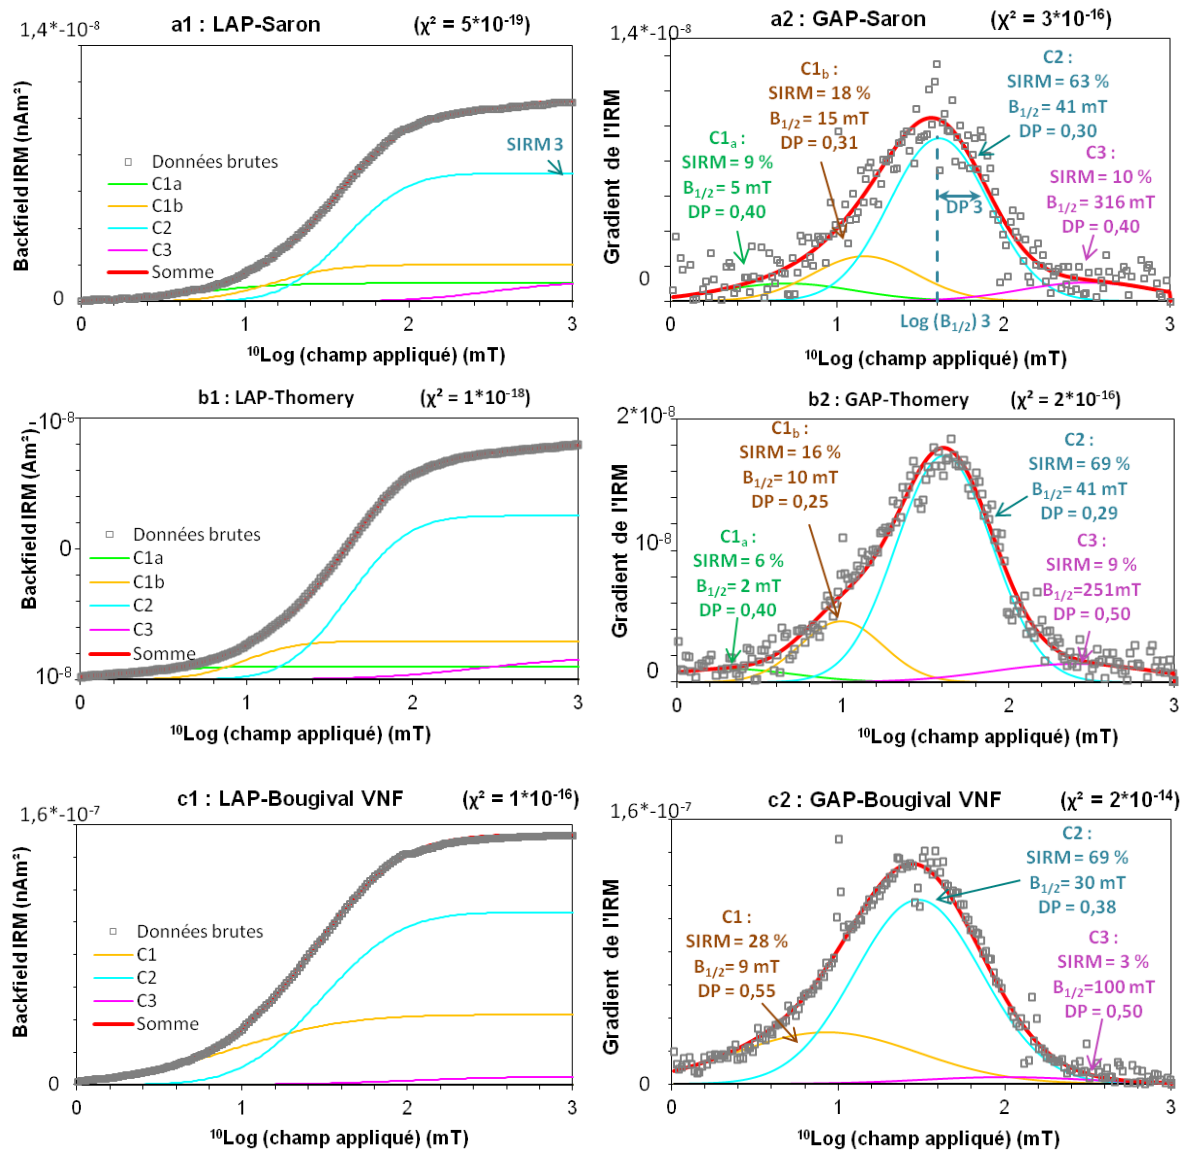 a1 : LAP-Saron (χ² = 5*10⁻¹⁹)
1,4*-10⁻⁸
Backfield IRM (nAm²)
SIRM 3
Données brutes
C1a
C1b
C2
C3
Somme
0
0 1 2 3
¹⁰Log (champ appliqué) (mT)
a2 : GAP-Saron (χ² = 3*10⁻¹⁶)
1,4*-10⁻⁸
Gradient de l'IRM
C1ₐ :
SIRM = 9 %
B₁/₂ = 5 mT
DP = 0,40
C1b :
SIRM = 18 %
B₁/₂ = 15 mT
DP = 0,31
C2 :
SIRM = 63 %
B₁/₂ = 41 mT
DP = 0,30
C3 :
SIRM = 10 %
B₁/₂ = 316 mT
DP = 0,40
DP 3
0
0 1 2 3
Log (B₁/₂) 3
¹⁰Log (champ appliqué) (mT)
b1 : LAP-Thomery (χ² = 1*10⁻¹⁸)
10⁻⁸
Backfield IRM (Am²)
0
Données brutes
C1a
C1b
C2
C3
Somme
10⁻⁸
0 1 2 3
¹⁰Log (champ appliqué) (mT)
b2 : GAP-Thomery (χ² = 2*10⁻¹⁶)
2*10⁻⁸
Gradient de l'IRM
10⁻⁸
C1ₐ :
SIRM = 6 %
B₁/₂ = 2 mT
DP = 0,40
C1b :
SIRM = 16 %
B₁/₂ = 10 mT
DP = 0,25
C2 :
SIRM = 69%
B₁/₂ = 41 mT
DP = 0,29
C3 :
SIRM = 9 %
B₁/₂=251mT
DP = 0,50
0
0 1 2 3
¹⁰Log (champ appliqué) (mT)
c1 : LAP-Bougival VNF (χ² = 1*10⁻¹⁶)
1,6*-10⁻⁷
Backfield IRM (nAm²)
Données brutes
C1
C2
C3
Somme
0
0 1 2 3
¹⁰Log (champ appliqué) (mT)
c2 : GAP-Bougival VNF (χ² = 2*10⁻¹⁴)
1,6*-10⁻⁷
Gradient de l'IRM
C1 :
SIRM = 28 %
B₁/₂ = 9 mT
DP = 0,55
C2 :
SIRM = 69 %
B₁/₂ = 30 mT
DP = 0,38
C3 :
SIRM = 3 %
B₁/₂=100 mT
DP = 0,50
0
0 1 2 3
¹⁰Log (champ appliqué) (mT)